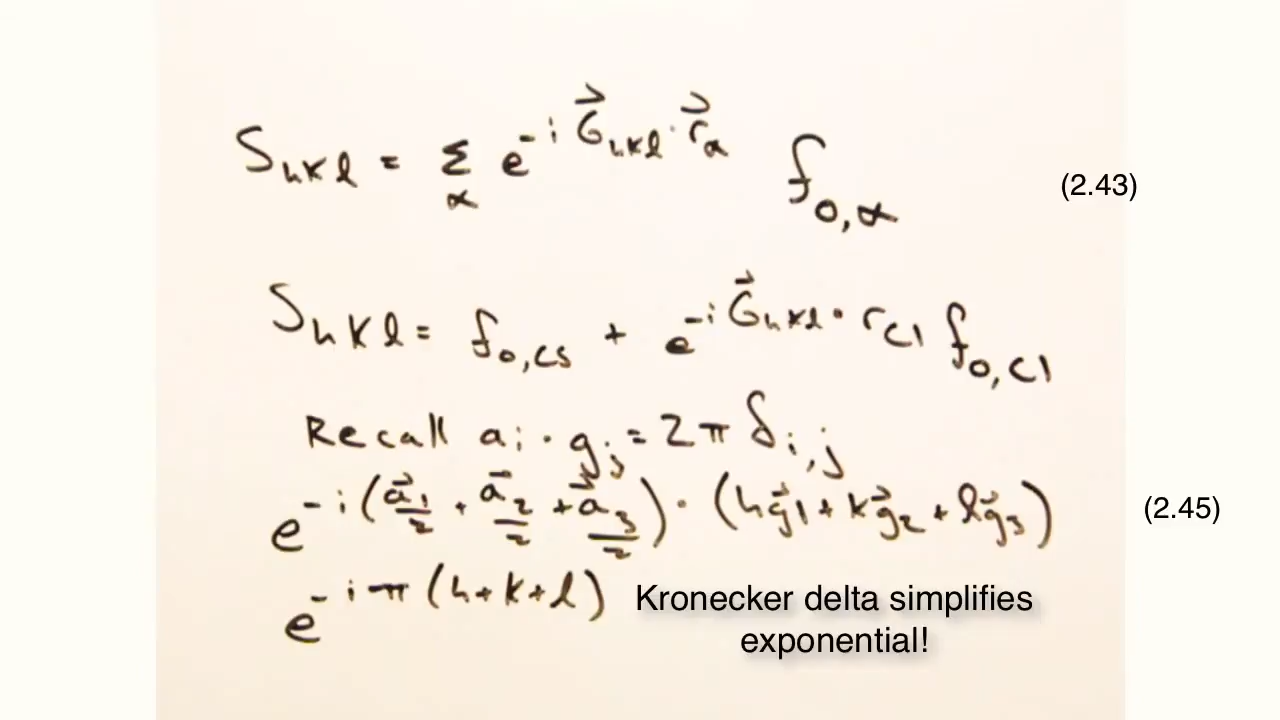 S_hkl = Σ_α e^(-i G⃗_hkl · r⃗_α) f_0,α (2.43)
S_hkl = f_0,Cs + e^(-i G⃗_hkl · r_Cl) f_0,Cl
Recall a_i · g_j = 2π δ_i,j
e^(-i (a⃗_1/2 + a⃗_2/2 + a⃗_3/2) · (h g⃗_1 + k g⃗_2 + l g⃗_3)) (2.45)
e^(-iπ (h+k+l)) Kronecker delta simplifies
exponential!